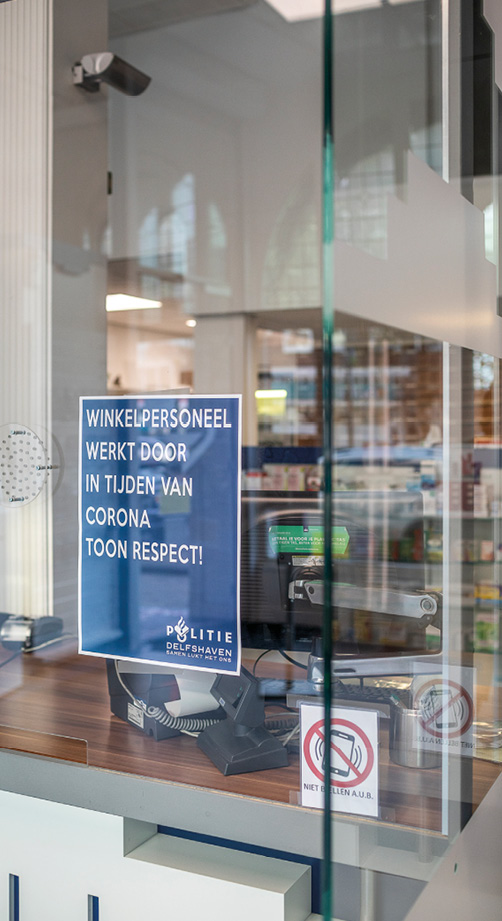 WINKELPERSONEEL
WERKT DOOR
IN TIJDEN VAN
CORONA
TOON RESPECT!
POLITIE
DELFSHAVEN
SAMEN LUKT HET ONS
NIET BELLEN A.U.B.